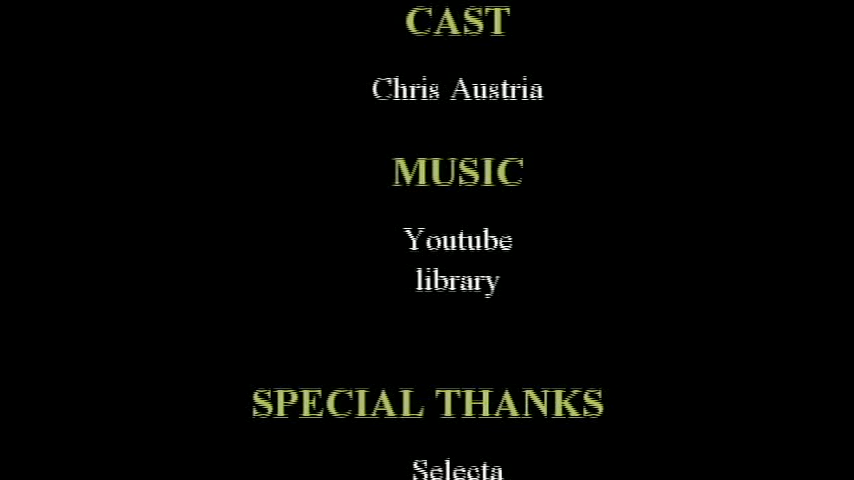 CAST
Chris Austria
MUSIC
Youtube
library
SPECIAL THANKS
Selecta